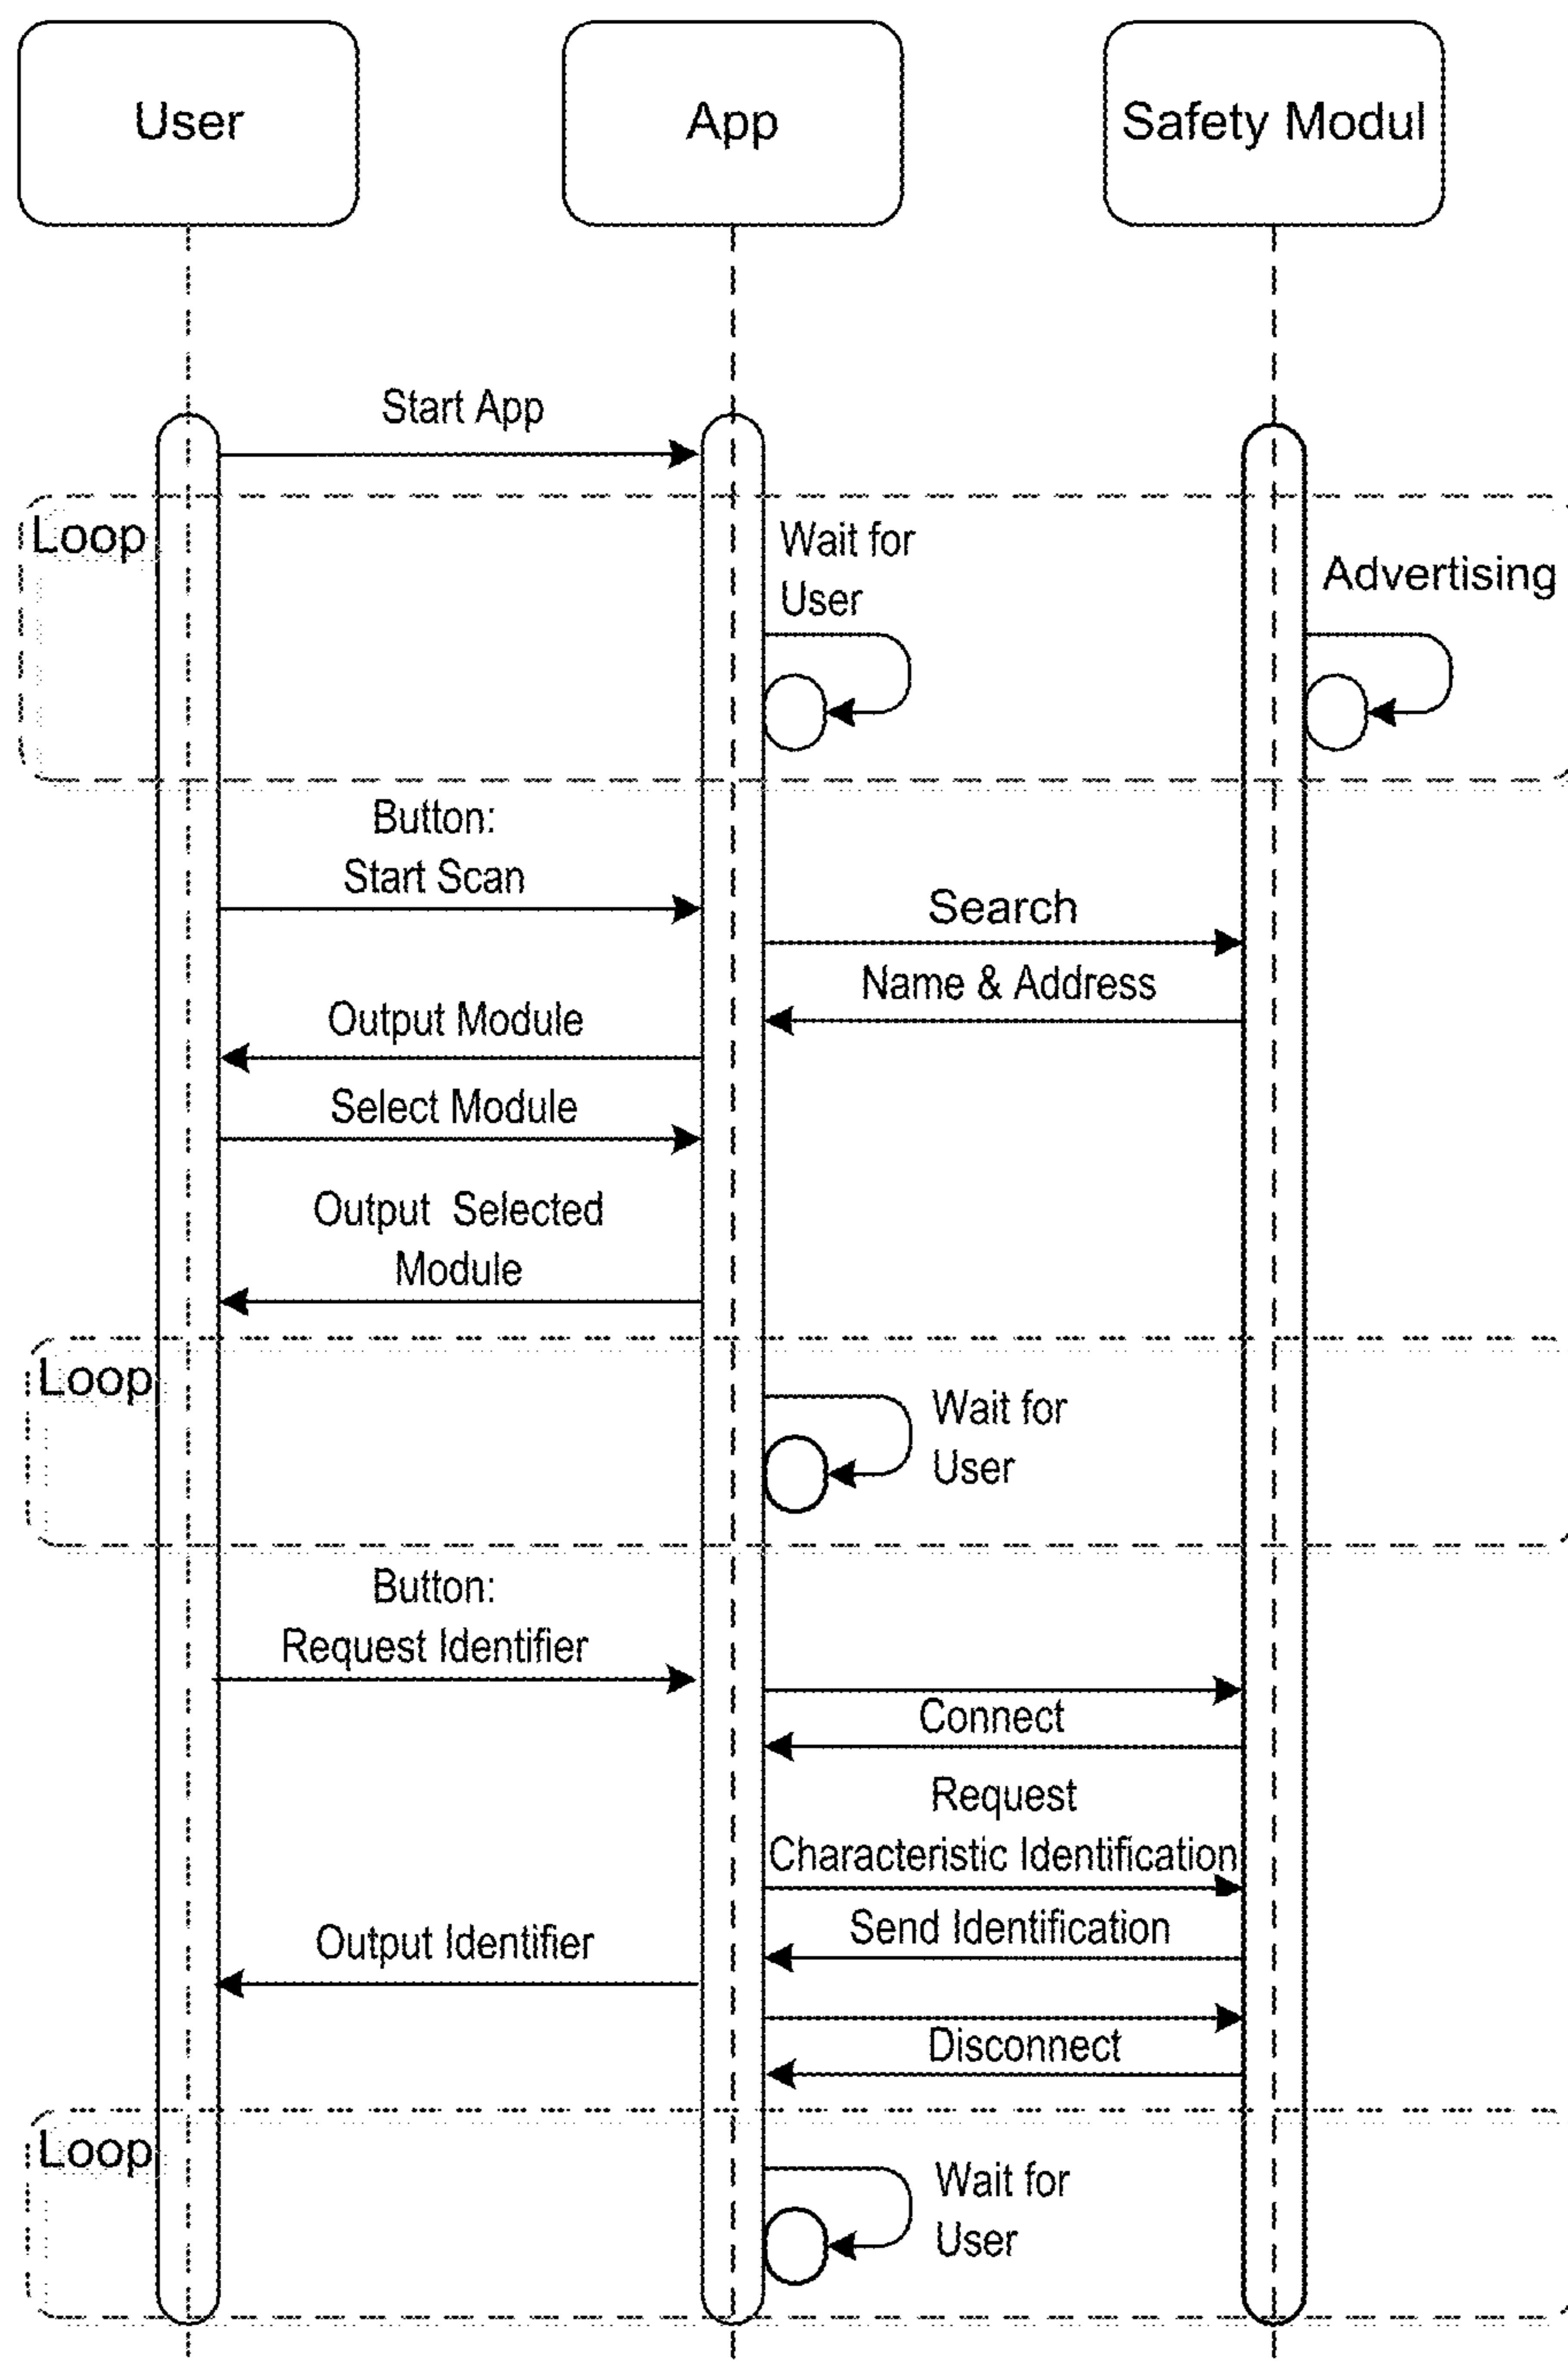 User
App
Safety Modul
Start App
Loop
Wait for
User
Advertising
Button:
Start Scan
Search
Name & Address
Output Module
Select Module
Output Selected
Module
Loop
Wait for
User
Button:
Request Identifier
Connect
Request
Characteristic Identification
Send Identification
Output Identifier
Disconnect
Loop
Wait for
User